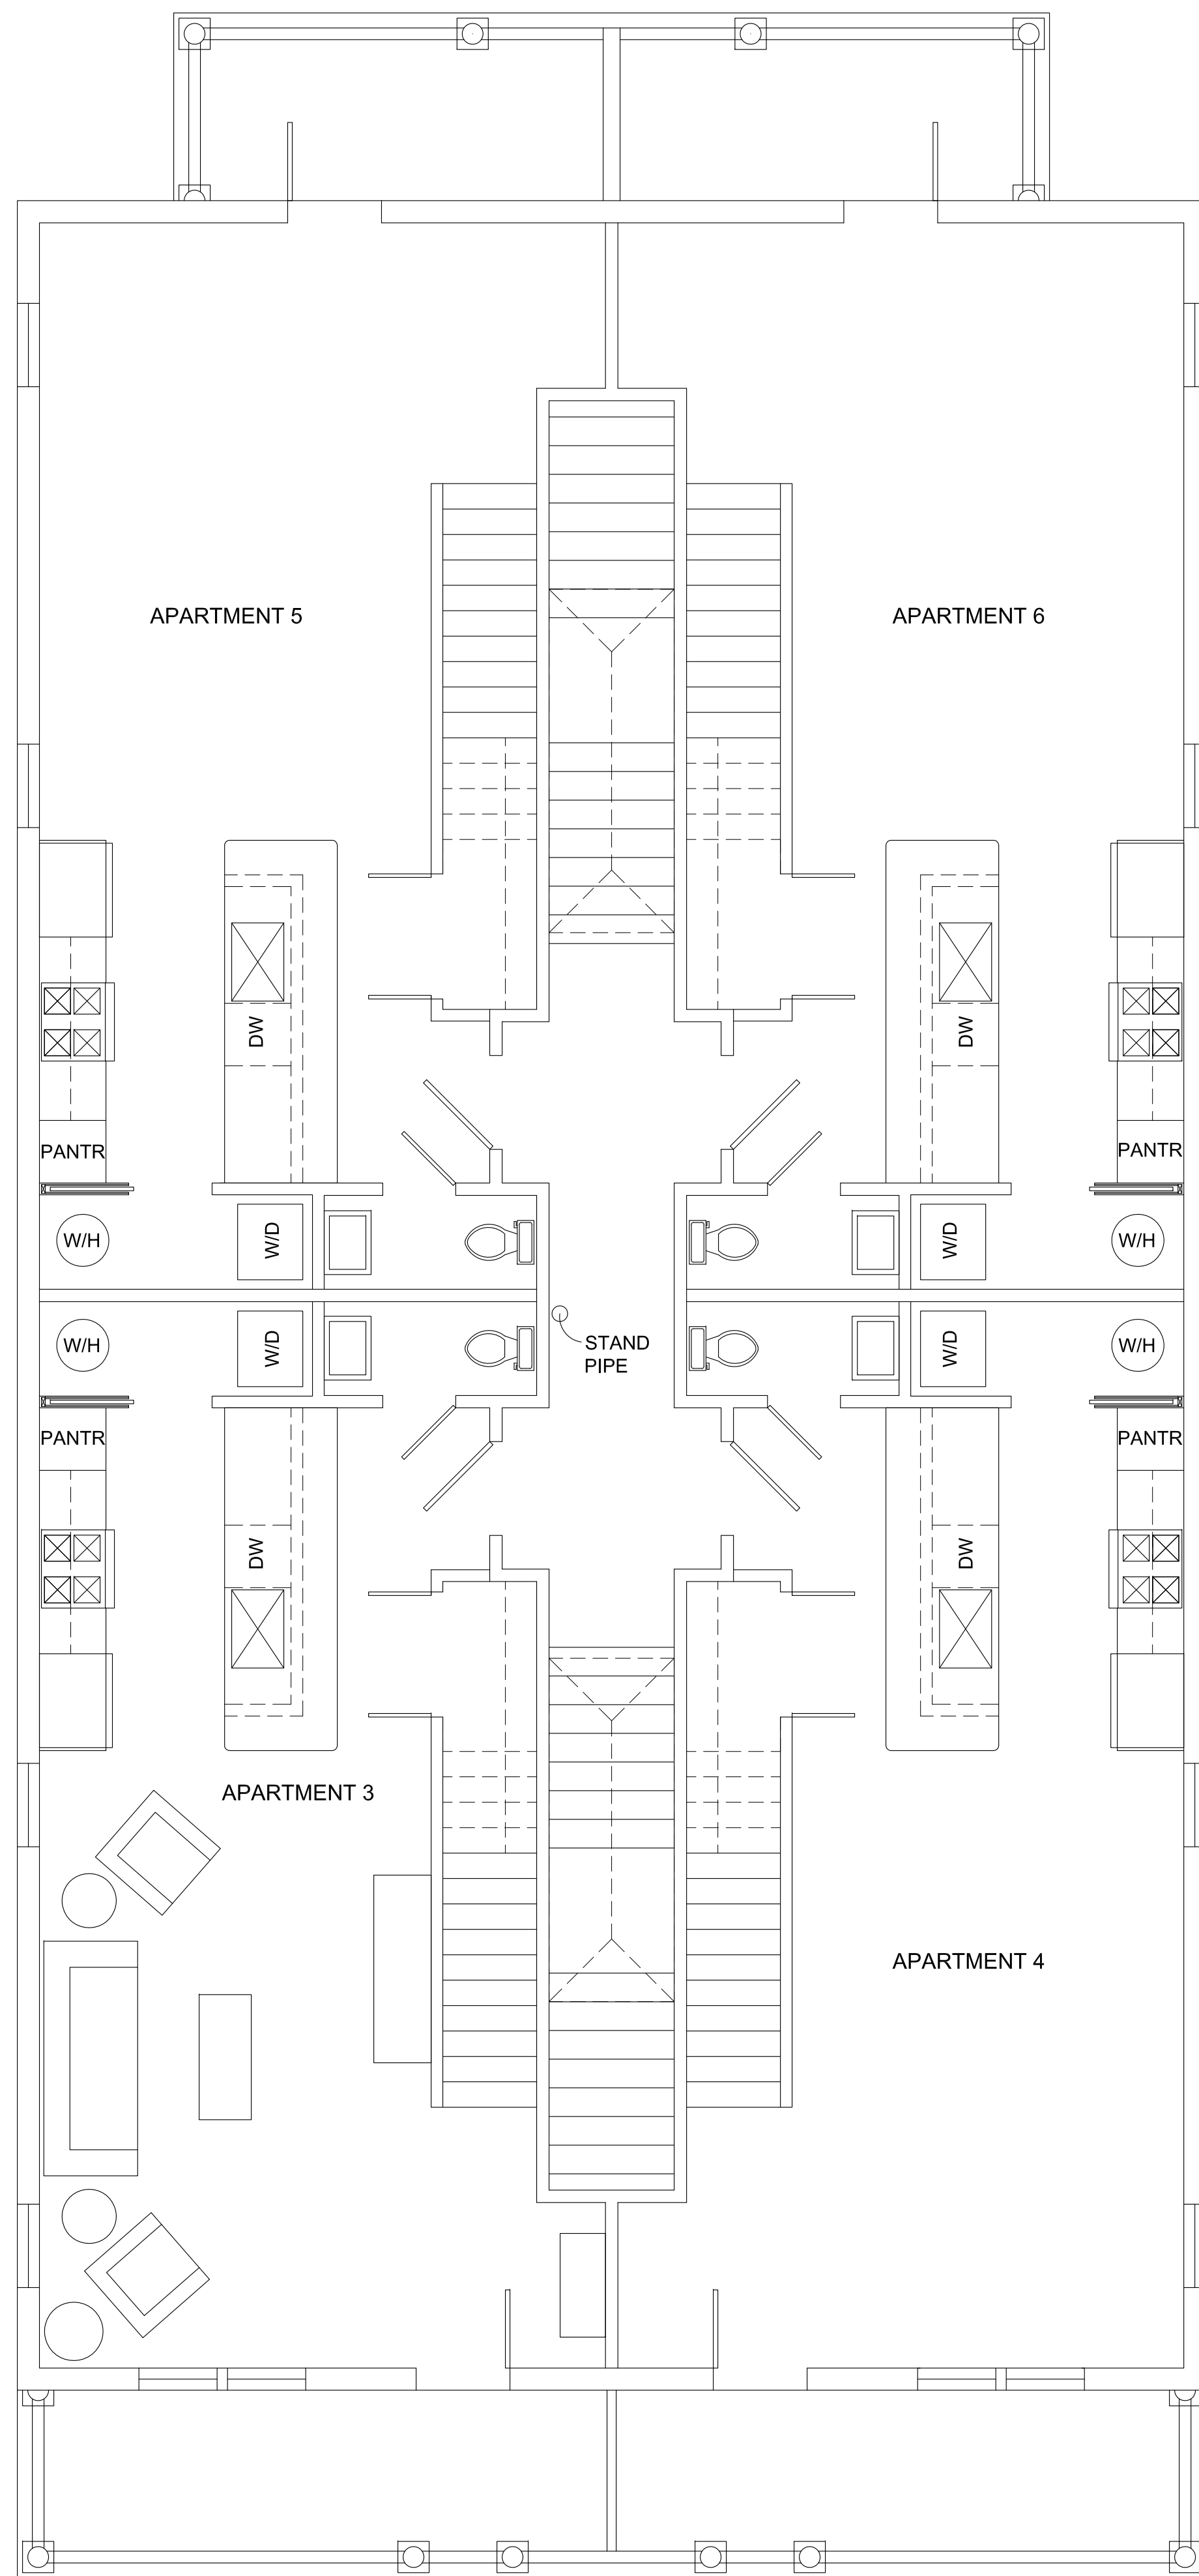 APARTMENT 5
APARTMENT 6
DW
DW
PANTR
PANTR
W/H
W/D
W/D
W/H
W/H
W/D
STAND
PIPE
W/D
W/H
PANTR
PANTR
DW
DW
APARTMENT 3
APARTMENT 4